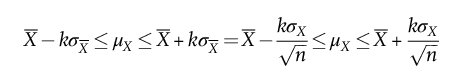 X̅ − kσ_X̅ ≤ μ_X ≤ X̅ + kσ_X̅ = X̅ − kσ_X/√n ≤ μ_X ≤ X̅ + kσ_X/√n